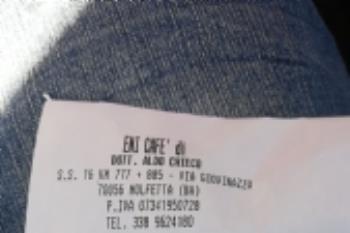 ENI CAFE' di
DOTT. ALDO CHIECO
S.S. 16 KM 777 + 885 - VIA GIOVINAZZO
70056 MOLFETTA (BA)
P.IVA 07341950728
TEL. 338 9624180